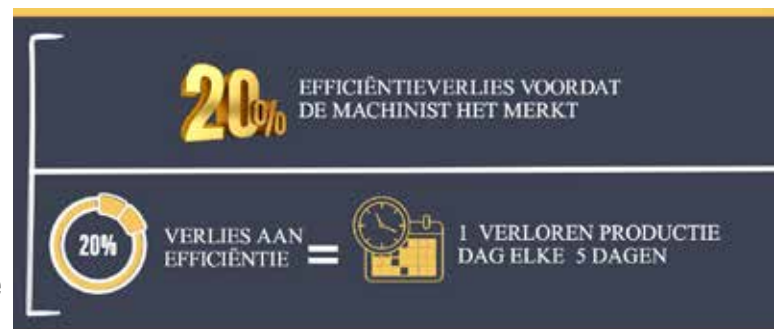 20%
EFFICIËNTIEVERLIES VOORDAT
DE MACHINIST HET MERKT
20%
VERLIES AAN
EFFICIËNTIE
=
1 VERLOREN PRODUCTIE
DAG ELKE 5 DAGEN